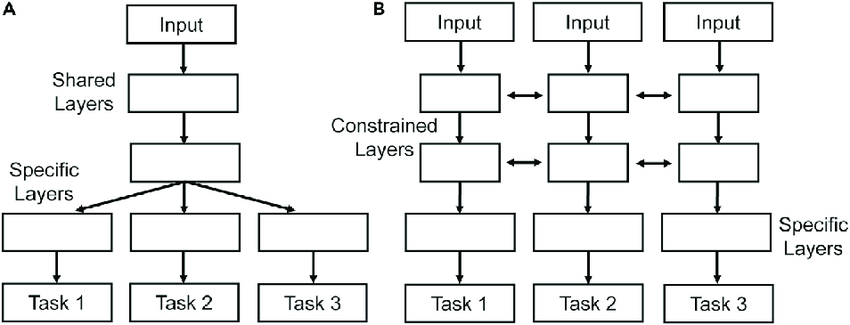 A
Input
Shared
Layers
Specific
Layers
Task 1
Task 2
Task 3
B
Input
Input
Input
Constrained
Layers
Specific
Layers
Task 1
Task 2
Task 3